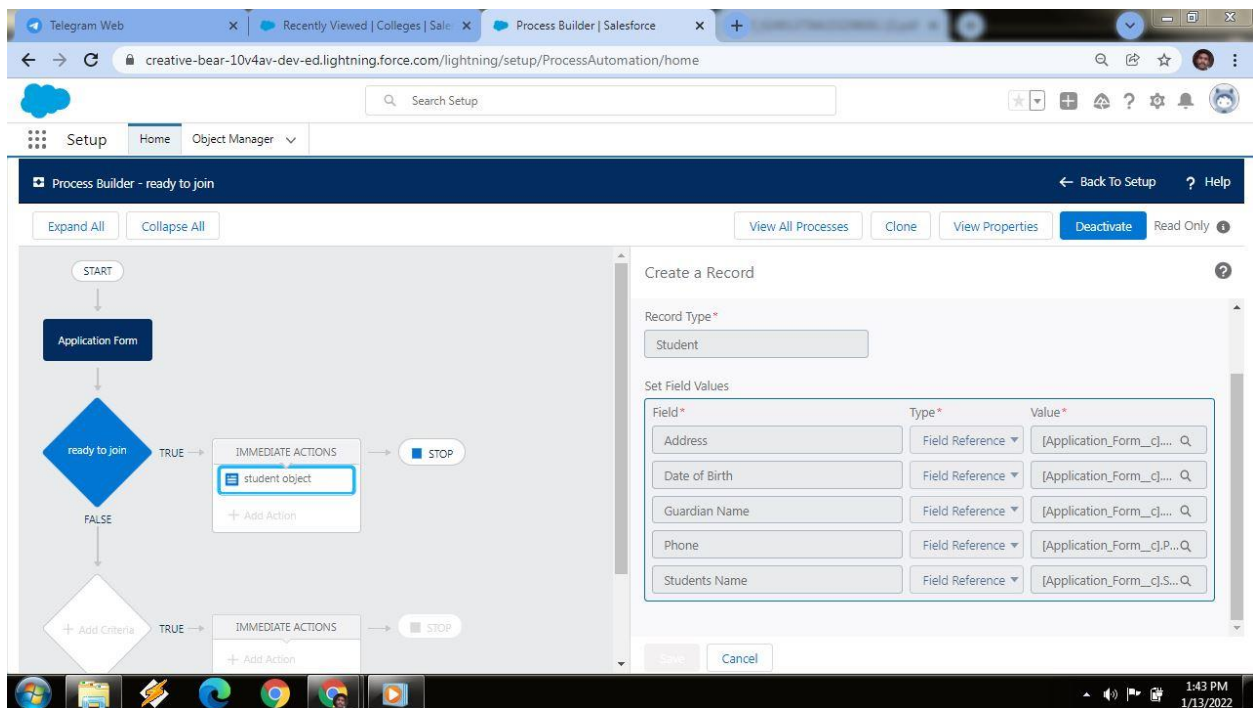 Telegram Web
Recently Viewed | Colleges | Sale
Process Builder | Salesforce
creative-bear-10v4av-dev-ed.lightning.force.com/lightning/setup/ProcessAutomation/home
Search Setup
Setup Home Object Manager
Process Builder - ready to join
Back To Setup ? Help
Expand All Collapse All View All Processes Clone View Properties Deactivate Read Only
START
Application Form
ready to join
TRUE
IMMEDIATE ACTIONS
STOP
student object
+ Add Action
FALSE
+ Add Criteria
TRUE
IMMEDIATE ACTIONS
STOP
+ Add Action
Create a Record
Record Type*
Student
Set Field Values
Field* Type* Value*
Address Field Reference [Application_Form__c]....
Date of Birth Field Reference [Application_Form__c]....
Guardian Name Field Reference [Application_Form__c]....
Phone Field Reference [Application_Form__c].P...
Students Name Field Reference [Application_Form__c].S...
Save Cancel
1:43 PM
1/13/2022